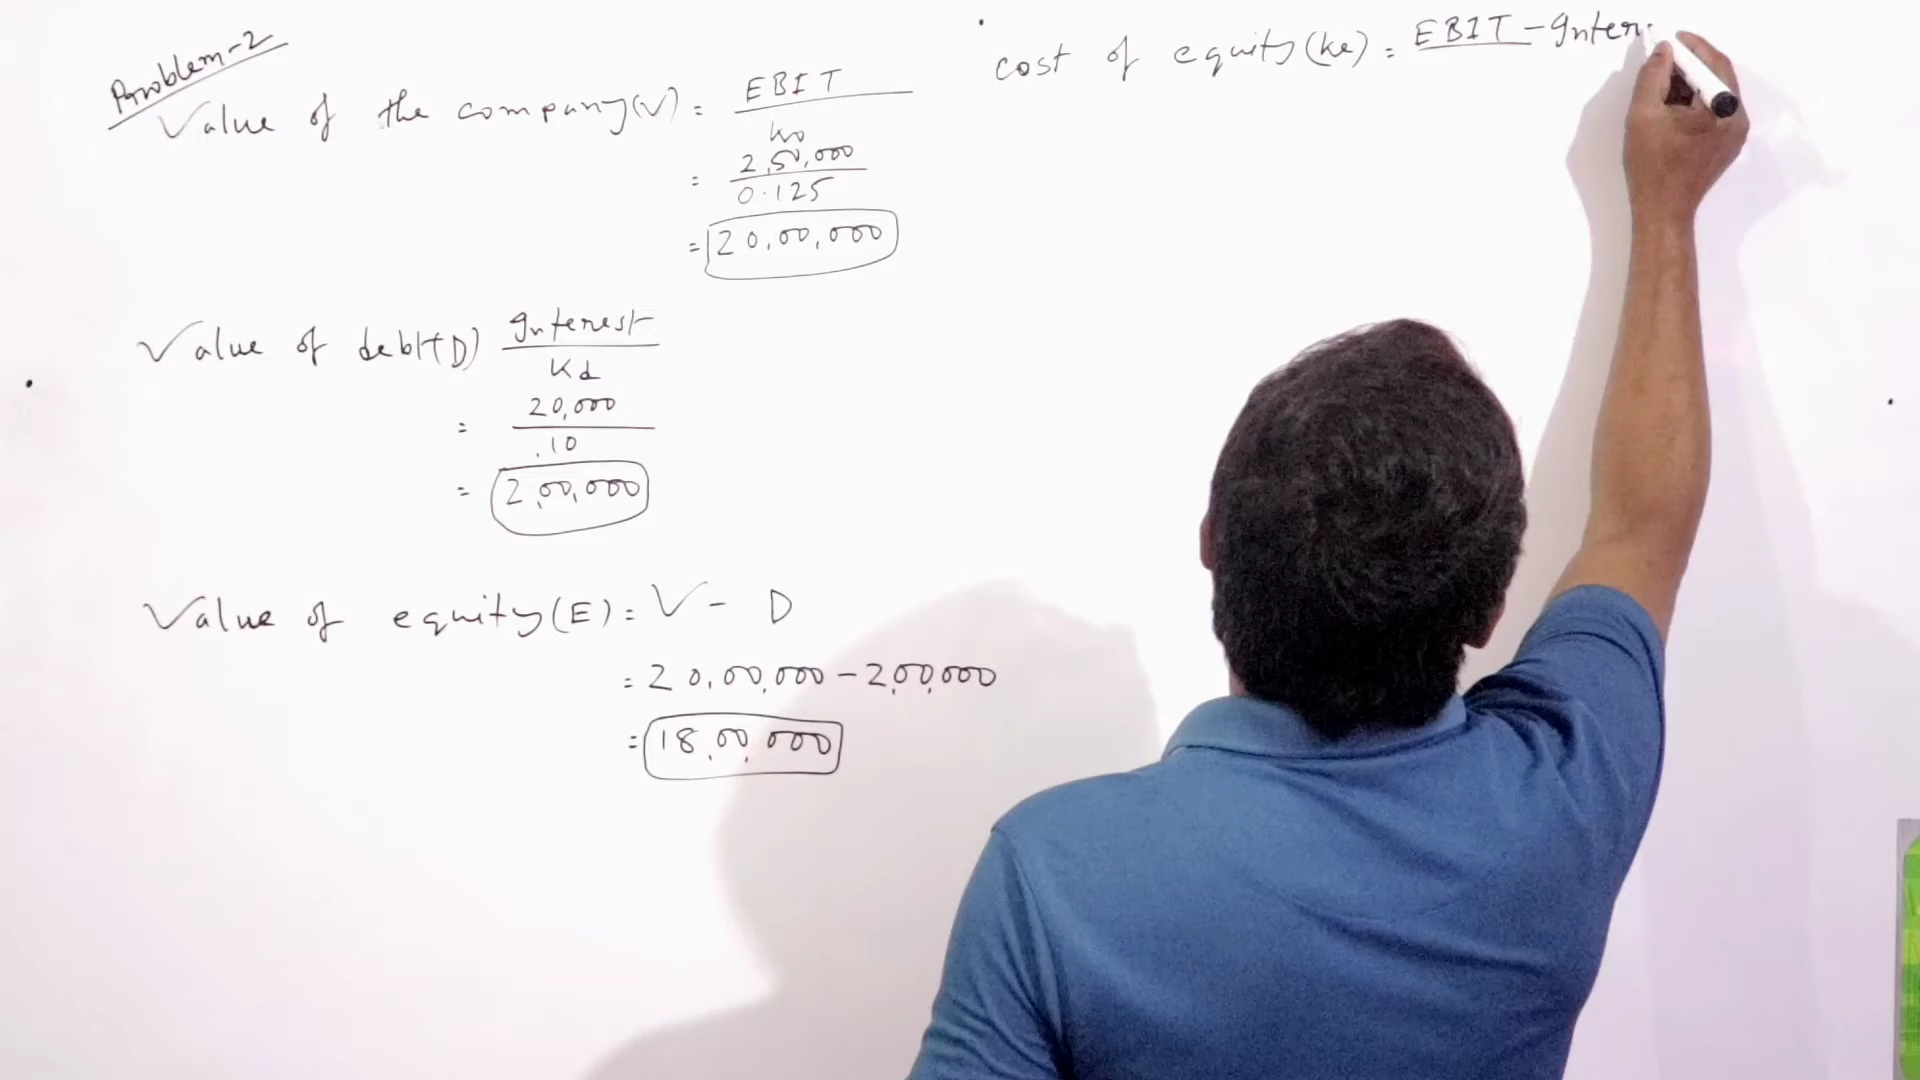 Problem-2
Value of the company(V) = EBIT
Ko
= 2,50,000
0.125
= 20,00,000
Value of debt(D) Interest
Kd
= 20,000
.10
= 2,00,000
Value of equity(E) = V - D
= 20,00,000 - 2,00,000
= 18,00,000
cost of equity(ke) = EBIT - Inter